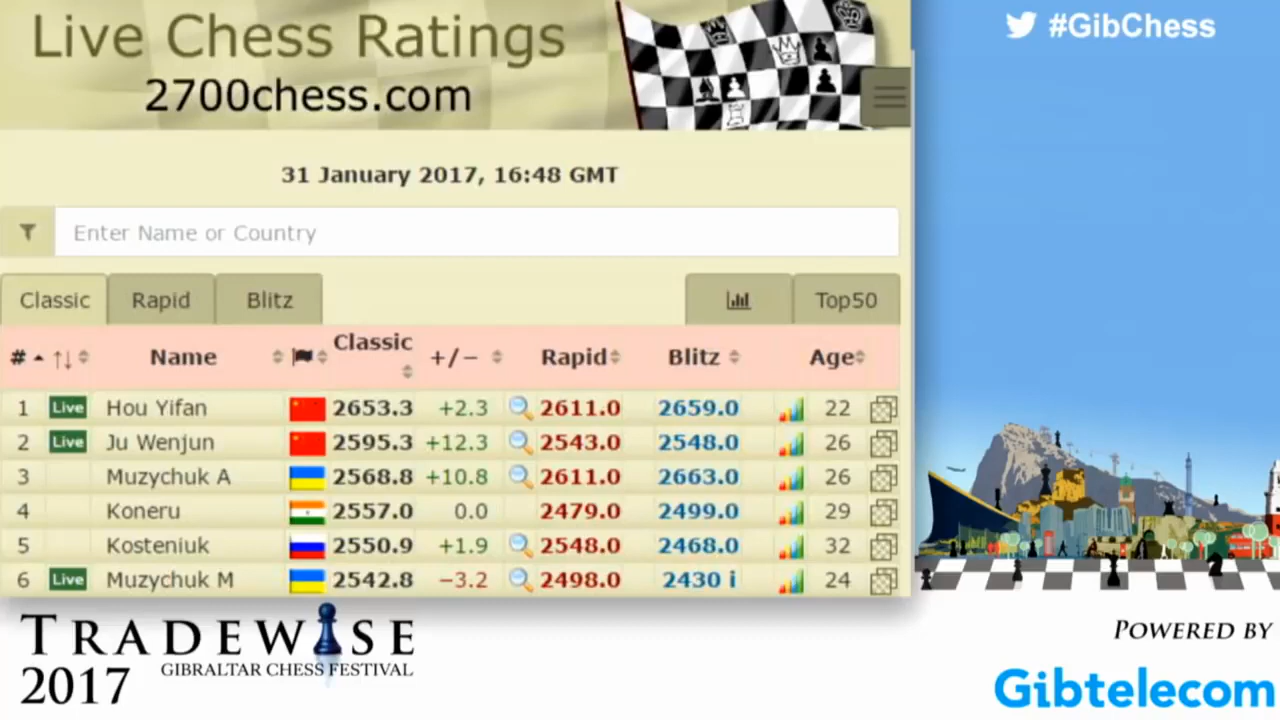 Live Chess Ratings
2700chess.com
#GibChess
31 January 2017, 16:48 GMT
Enter Name or Country
Classic Rapid Blitz Top50
# Name Classic +/− Rapid Blitz Age
1 Live Hou Yifan 2653.3 +2.3 2611.0 2659.0 22
2 Live Ju Wenjun 2595.3 +12.3 2543.0 2548.0 26
3 Muzychuk A 2568.8 +10.8 2611.0 2663.0 26
4 Koneru 2557.0 0.0 2479.0 2499.0 29
5 Kosteniuk 2550.9 +1.9 2548.0 2468.0 32
6 Live Muzychuk M 2542.8 −3.2 2498.0 2430 i 24
TRADEWISE
GIBRALTAR CHESS FESTIVAL
2017
POWERED BY
Gibtelecom